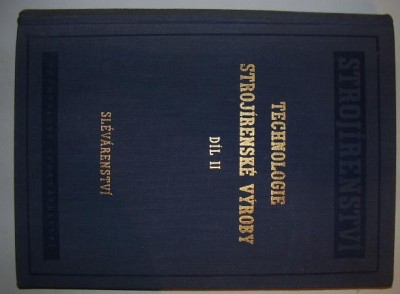 STROJÍRENSTVÍ
TECHNOLOGIE
STROJÍRENSKÉ VÝROBY
DÍL II
SLÉVÁRENSTVÍ